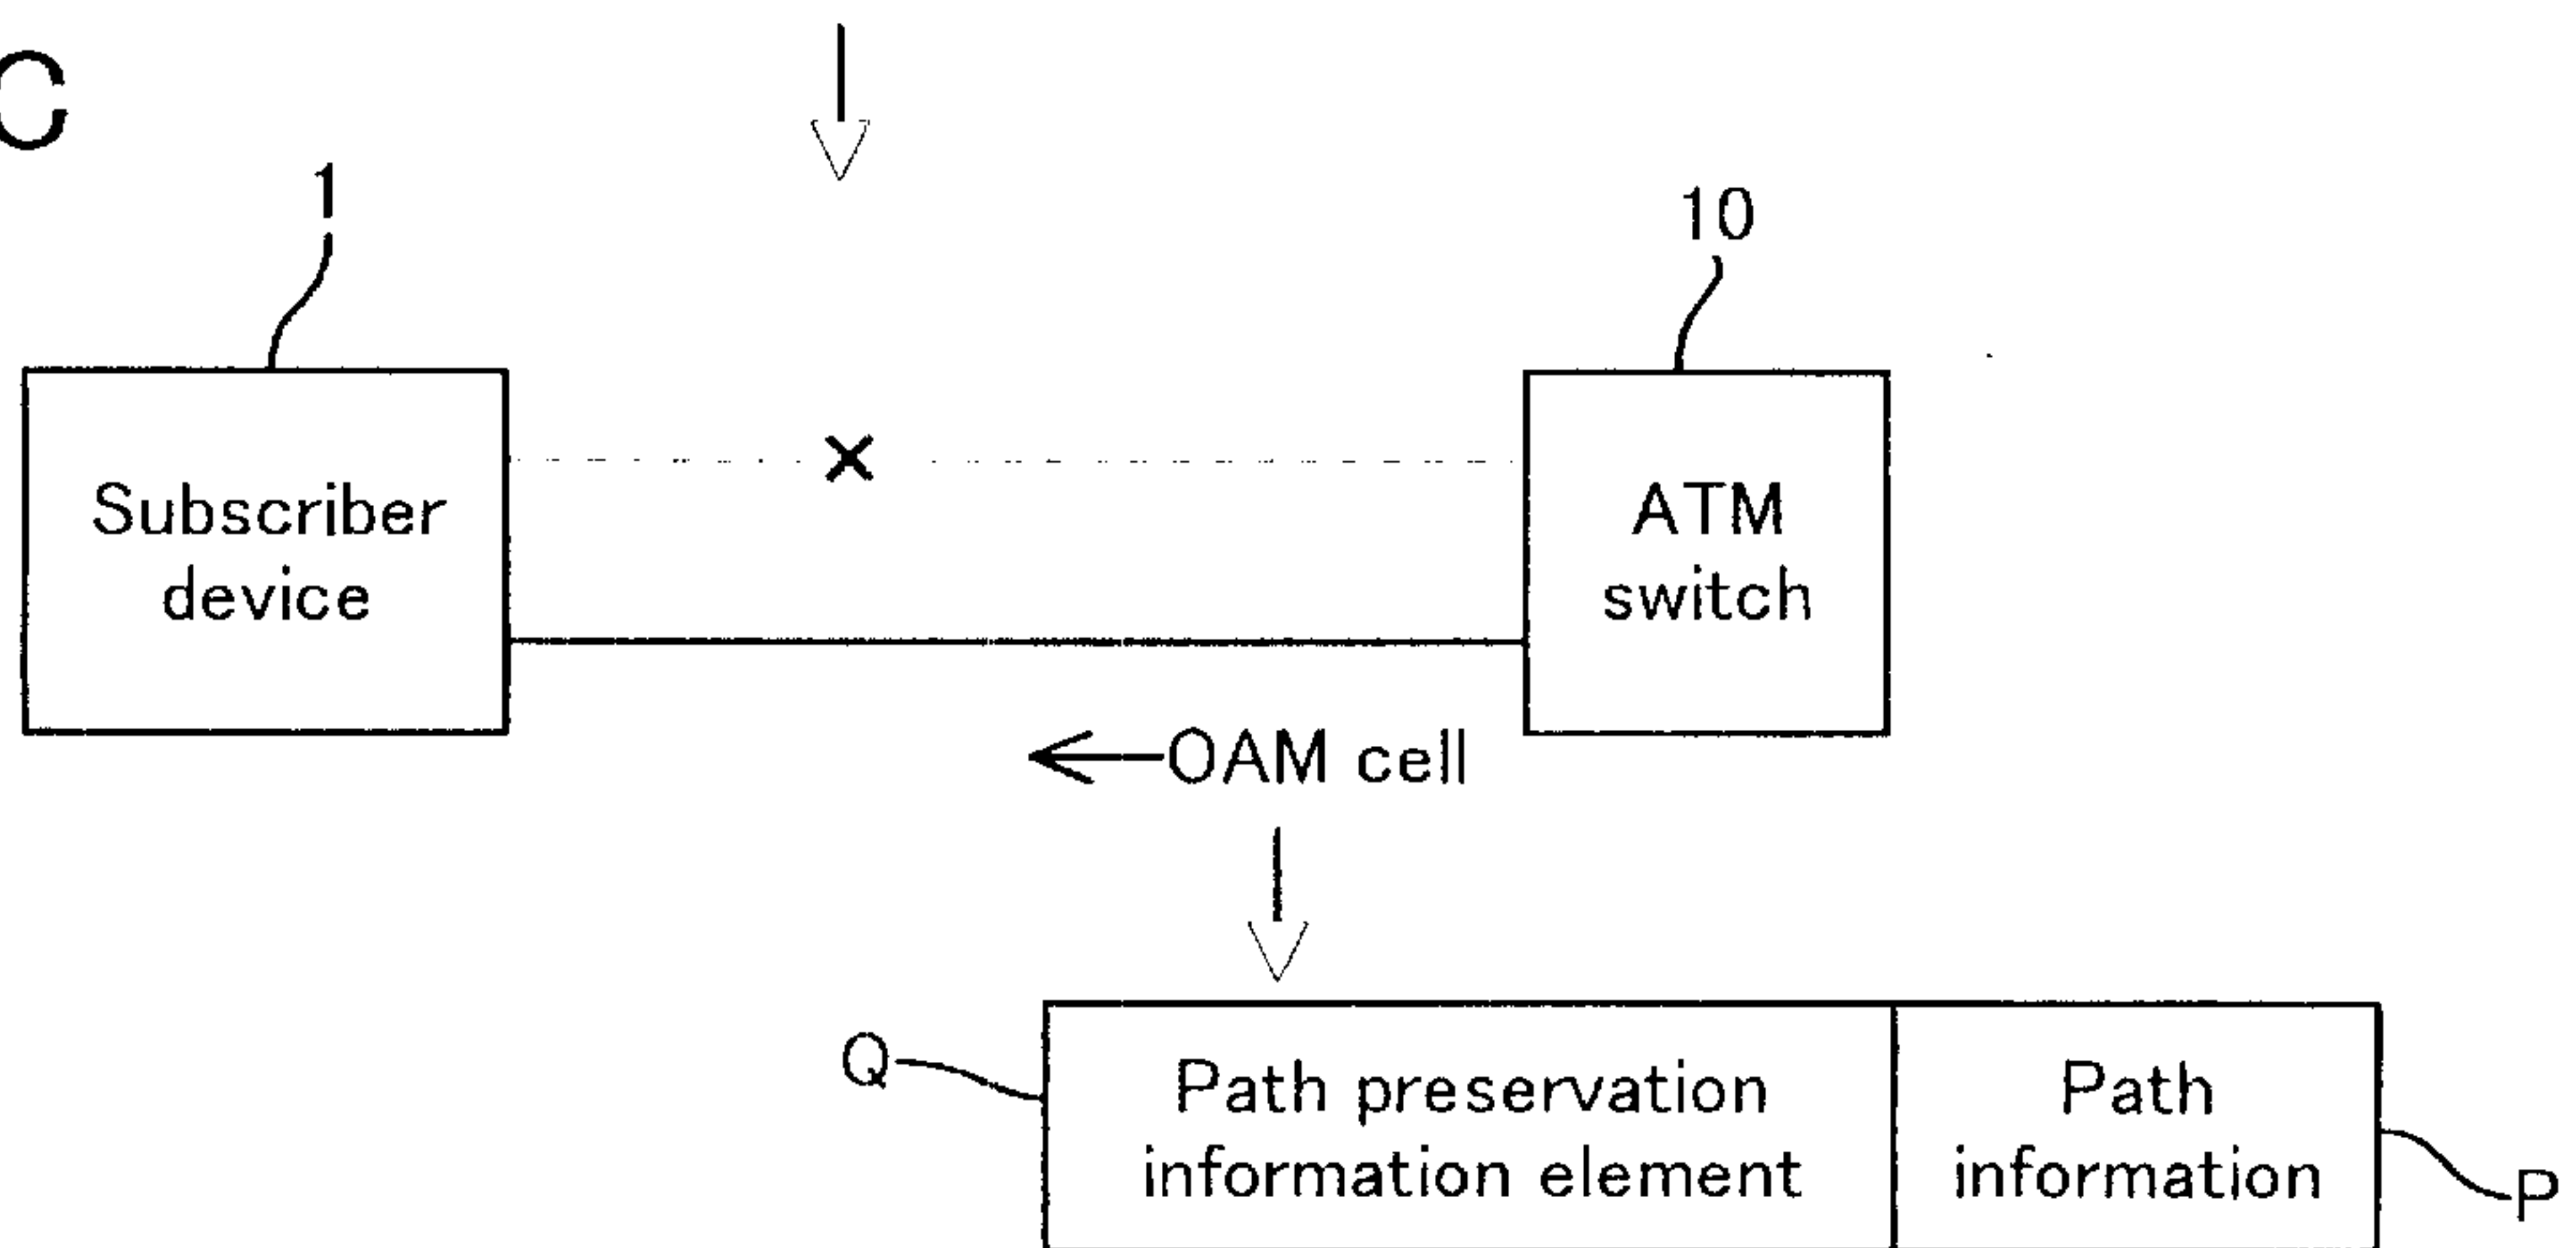 C
1
10
Subscriber
device
ATM
switch
OAM cell
Q
Path preservation
information element
Path
information
P